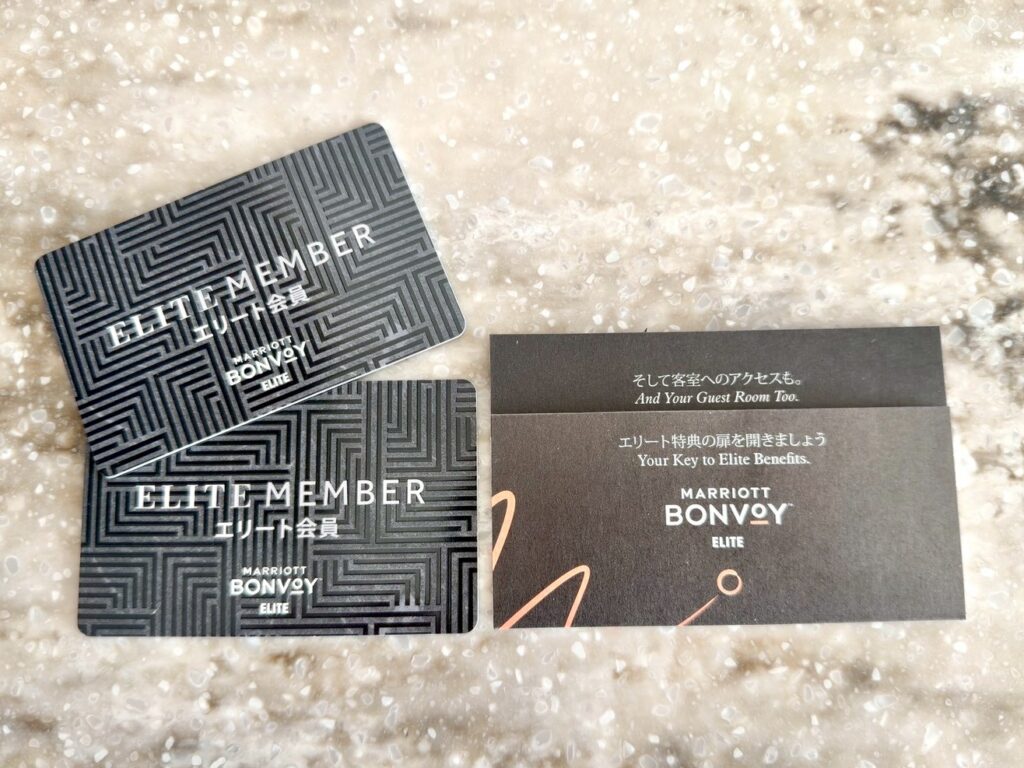 ELITE MEMBER
エリート会員
MARRIOTT
BONVOY
ELITE
ELITE MEMBER
エリート会員
MARRIOTT
BONVOY
ELITE
そして客室へのアクセスも。
And Your Guest Room Too.
エリート特典の扉を開きましょう
Your Key to Elite Benefits.
MARRIOTT
BONVOY™
ELITE